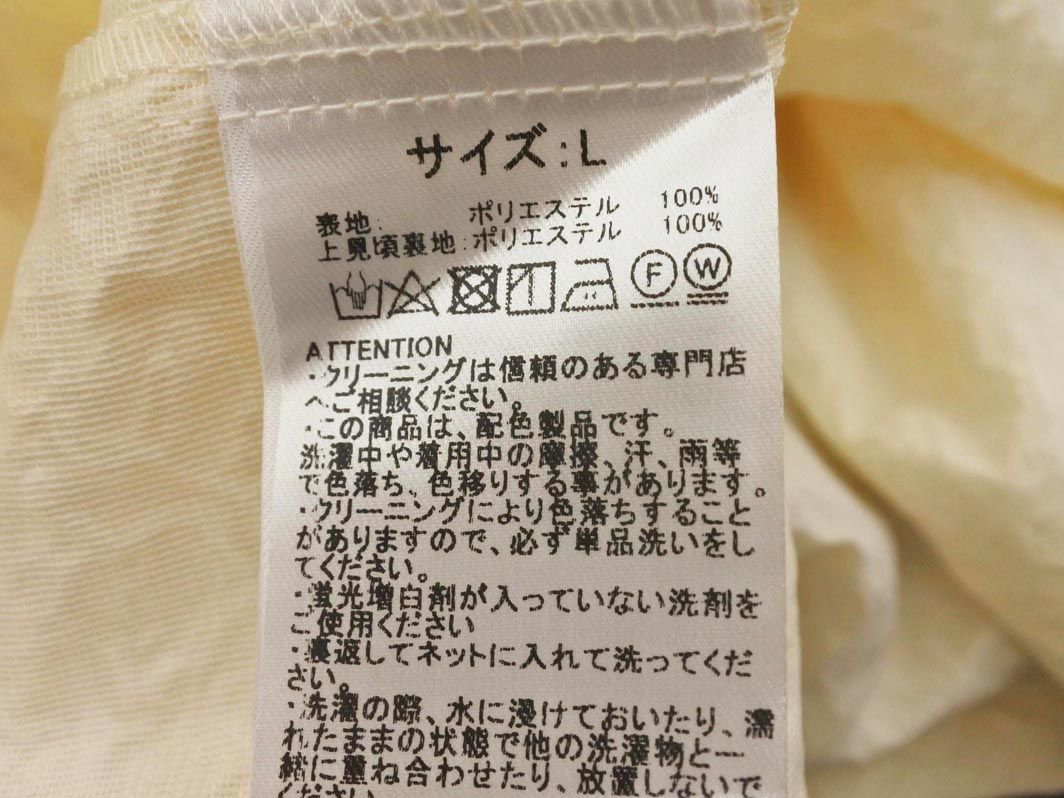 サイズ:L
表地: ポリエステル 100%
上見頃裏地:ポリエステル 100%
F W
ATTENTION
・クリーニングは信頼のある専門店
へご相談ください。
・この商品は、配色製品です。
洗濯中や着用中の摩擦、汗、雨等
で色落ち、色移りする事があります。
・クリーニングにより色落ちすること
がありますので、必ず単品洗いをし
てください。
・蛍光増白剤が入っていない洗剤を
ご使用ください
・裏返してネットに入れて洗ってくだ
さい。
・洗濯の際、水に浸けておいたり、濡
れたままの状態で他の洗濯物と一
緒に重ね合わせたり、放置しないで
ください